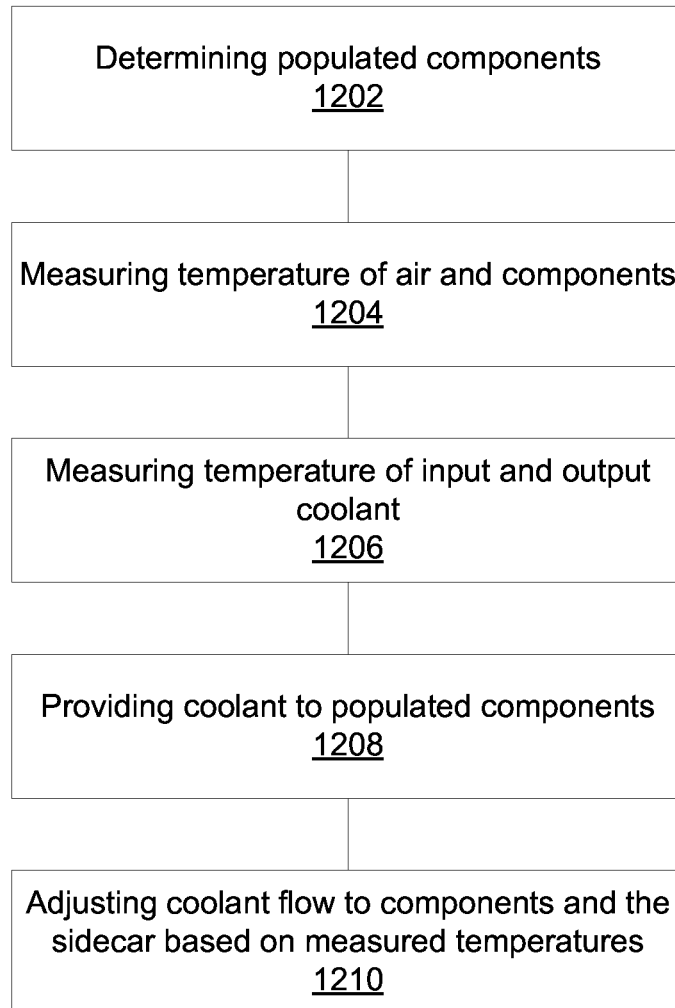 Determining populated components
1202
Measuring temperature of air and components
1204
Measuring temperature of input and output
coolant
1206
Providing coolant to populated components
1208
Adjusting coolant flow to components and the
sidecar based on measured temperatures
1210